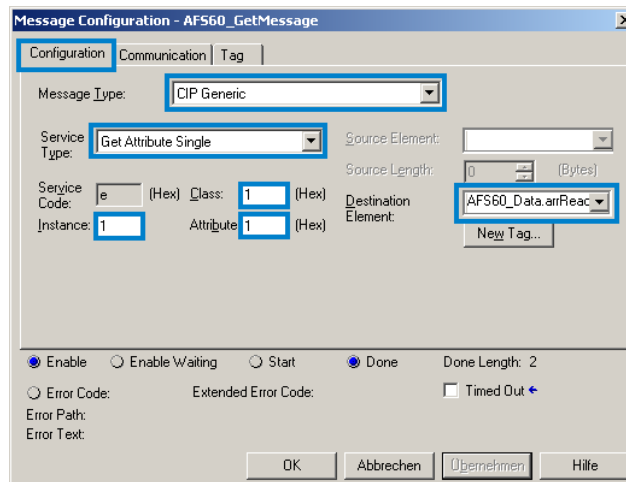 Message Configuration - AFS60_GetMessage
Configuration Communication Tag
Message Type: CIP Generic
Service Type: Get Attribute Single Source Element:
Source Length: 0 (Bytes)
Service Code: e (Hex) Class: 1 (Hex) Destination Element: AFS60_Data.arrReac
Instance: 1 Attribute 1 (Hex)
New Tag...
Enable Enable Waiting Start Done Done Length: 2
Error Code: Extended Error Code: Timed Out
Error Path:
Error Text:
OK Abbrechen Übernehmen Hilfe